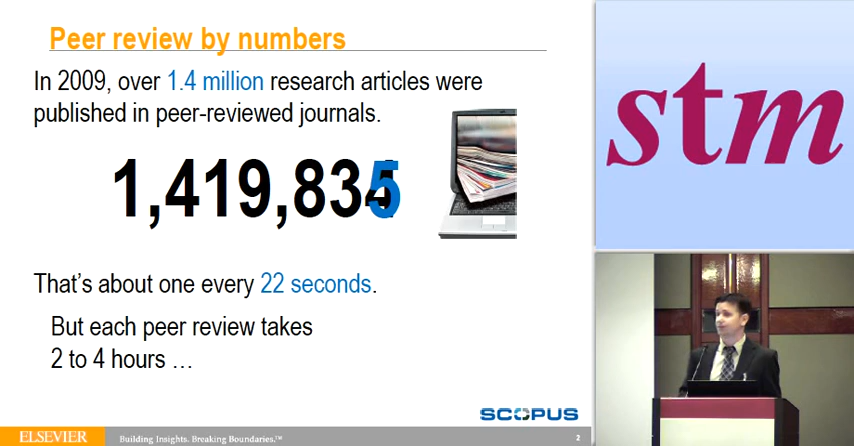 Peer review by numbers
In 2009, over 1.4 million research articles were
published in peer-reviewed journals.
1,419,835
That’s about one every 22 seconds.
But each peer review takes
2 to 4 hours …
SCOPUS
ELSEVIER
Building Insights. Breaking Boundaries.™
2
stm